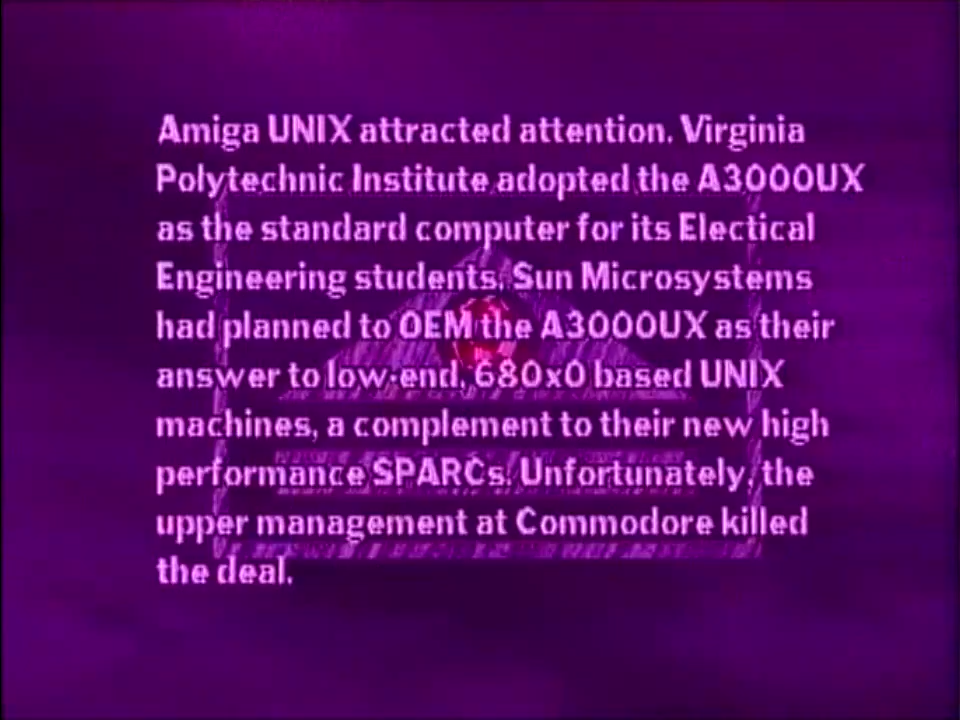 Amiga UNIX attracted attention. Virginia
Polytechnic Institute adopted the A3000UX
as the standard computer for its Electical
Engineering students. Sun Microsystems
had planned to OEM the A3000UX as their
answer to low-end, 680x0 based UNIX
machines, a complement to their new high
performance SPARCs. Unfortunately, the
upper management at Commodore killed
the deal.